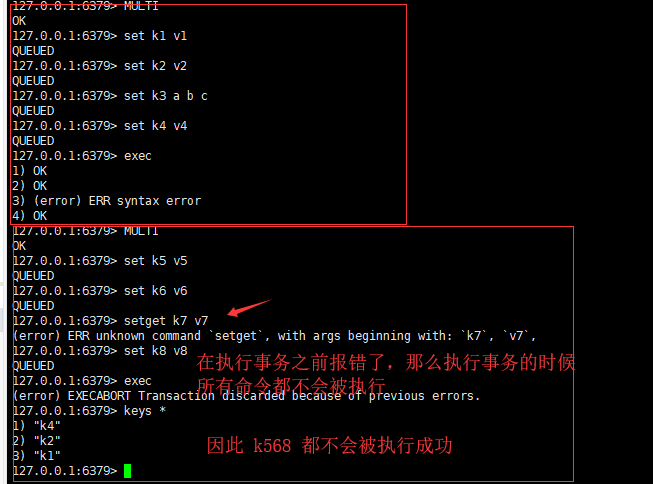 127.0.0.1:6379> MULTI
OK
127.0.0.1:6379> set k1 v1
QUEUED
127.0.0.1:6379> set k2 v2
QUEUED
127.0.0.1:6379> set k3 a b c
QUEUED
127.0.0.1:6379> set k4 v4
QUEUED
127.0.0.1:6379> exec
1) OK
2) OK
3) (error) ERR syntax error
4) OK
127.0.0.1:6379> MULTI
OK
127.0.0.1:6379> set k5 v5
QUEUED
127.0.0.1:6379> set k6 v6
QUEUED
127.0.0.1:6379> setget k7 v7
(error) ERR unknown command `setget`, with args beginning with: `k7`, `v7`,
127.0.0.1:6379> set k8 v8
QUEUED
在执行事务之前报错了，那么执行事务的时候
所有命令都不会被执行
127.0.0.1:6379> exec
(error) EXECABORT Transaction discarded because of previous errors.
127.0.0.1:6379> keys *
1) "k4"
2) "k2"
3) "k1"
因此 k568 都不会被执行成功
127.0.0.1:6379>